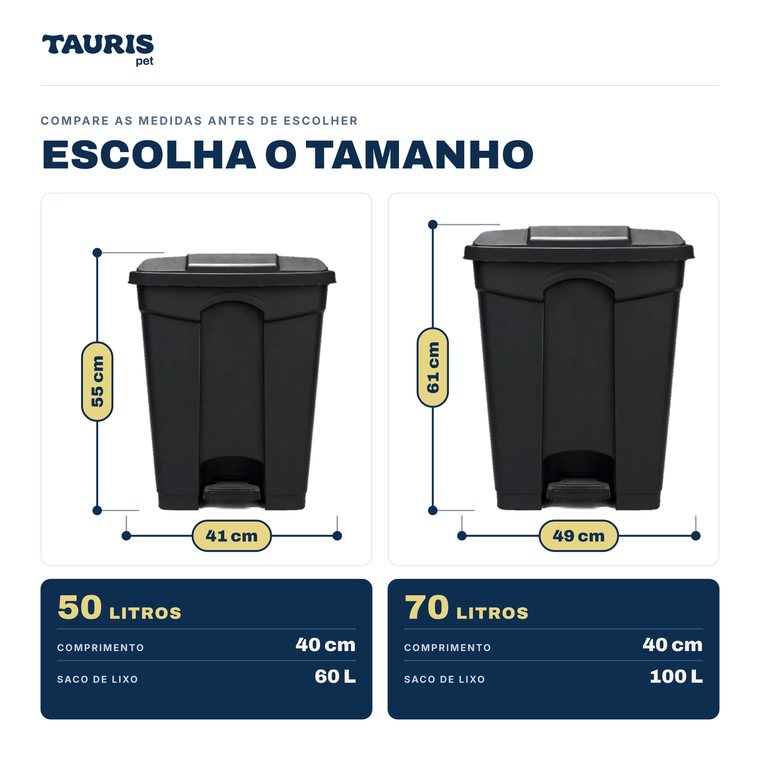 TAURIS
pet
COMPARE AS MEDIDAS ANTES DE ESCOLHER
ESCOLHA O TAMANHO
55 cm
41 cm
61 cm
49 cm
50 LITROS
COMPRIMENTO 40 cm
SACO DE LIXO 60 L
70 LITROS
COMPRIMENTO 40 cm
SACO DE LIXO 100 L